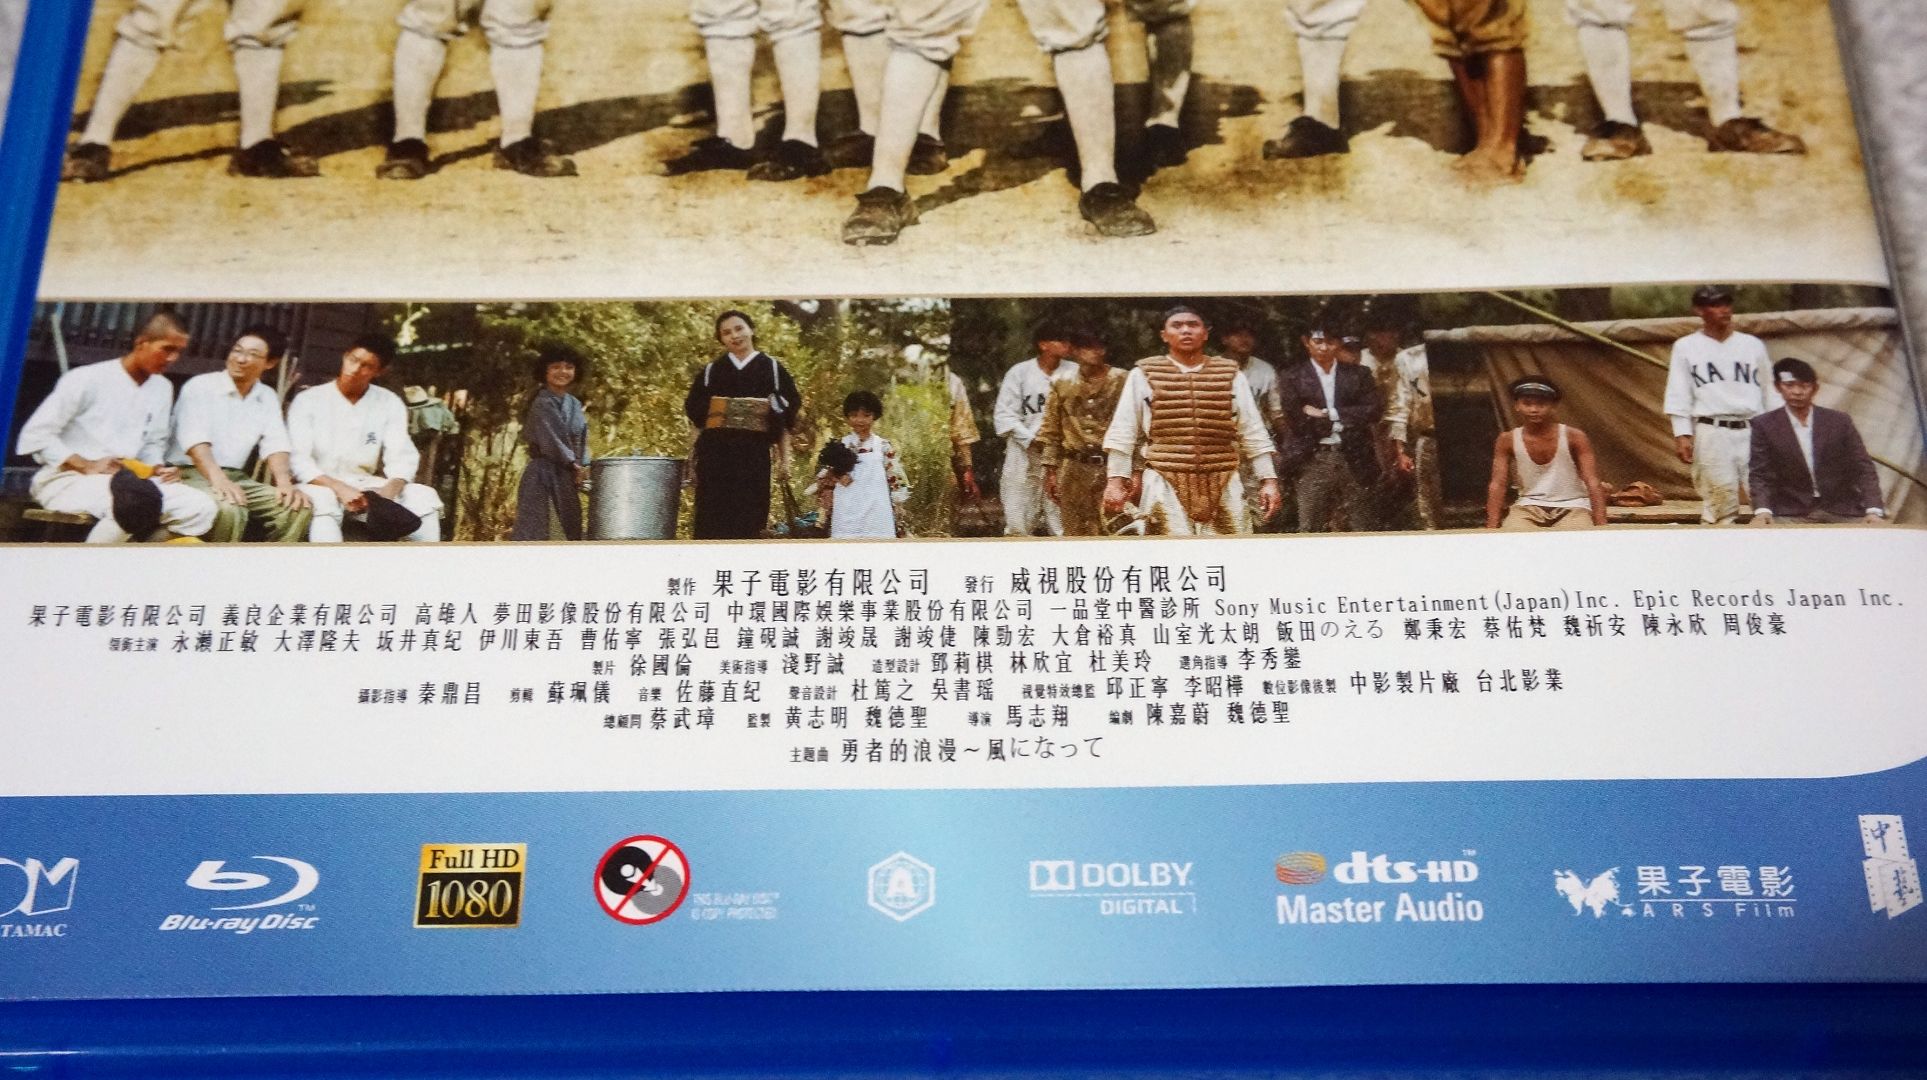 KANO
製作 果子電影有限公司 發行 威視股份有限公司
果子電影有限公司 義良企業有限公司 高雄人 夢田影像股份有限公司 中環國際娛樂事業股份有限公司 一品堂中醫診所 Sony Music Entertainment(Japan)Inc. Epic Records Japan Inc.
領銜主演 永瀨正敏 大澤隆夫 坂井真紀 伊川東吾 曹佑寧 張弘邑 鐘硯誠 謝竣晟 謝竣倢 陳勁宏 大倉裕真 山室光太朗 飯田のえる 鄭秉宏 蔡佑梵 魏祈安 陳永欣 周俊豪
製片 徐國倫 美術指導 淺野誠 造型設計 鄧莉棋 林欣宜 杜美玲 選角指導 李秀鑾
攝影指導 秦鼎昌 剪輯 蘇珮儀 音樂 佐藤直紀 聲音設計 杜篤之 吳書瑶 視覺特效總監 邱正寧 李昭樺 數位影像後製 中影製片廠 台北影業
總顧問 蔡武璋 監製 黃志明 魏德聖 導演 馬志翔 編劇 陳嘉蔚 魏德聖
主題曲 勇者的浪漫～風になって
TAMAC
Blu-ray Disc™
Full HD
1080
THIS BLU-RAY DISC™
IS COPY PROTECTED
A
DOLBY
DIGITAL
dts-HD™
Master Audio
果子電影
ARS Film
中